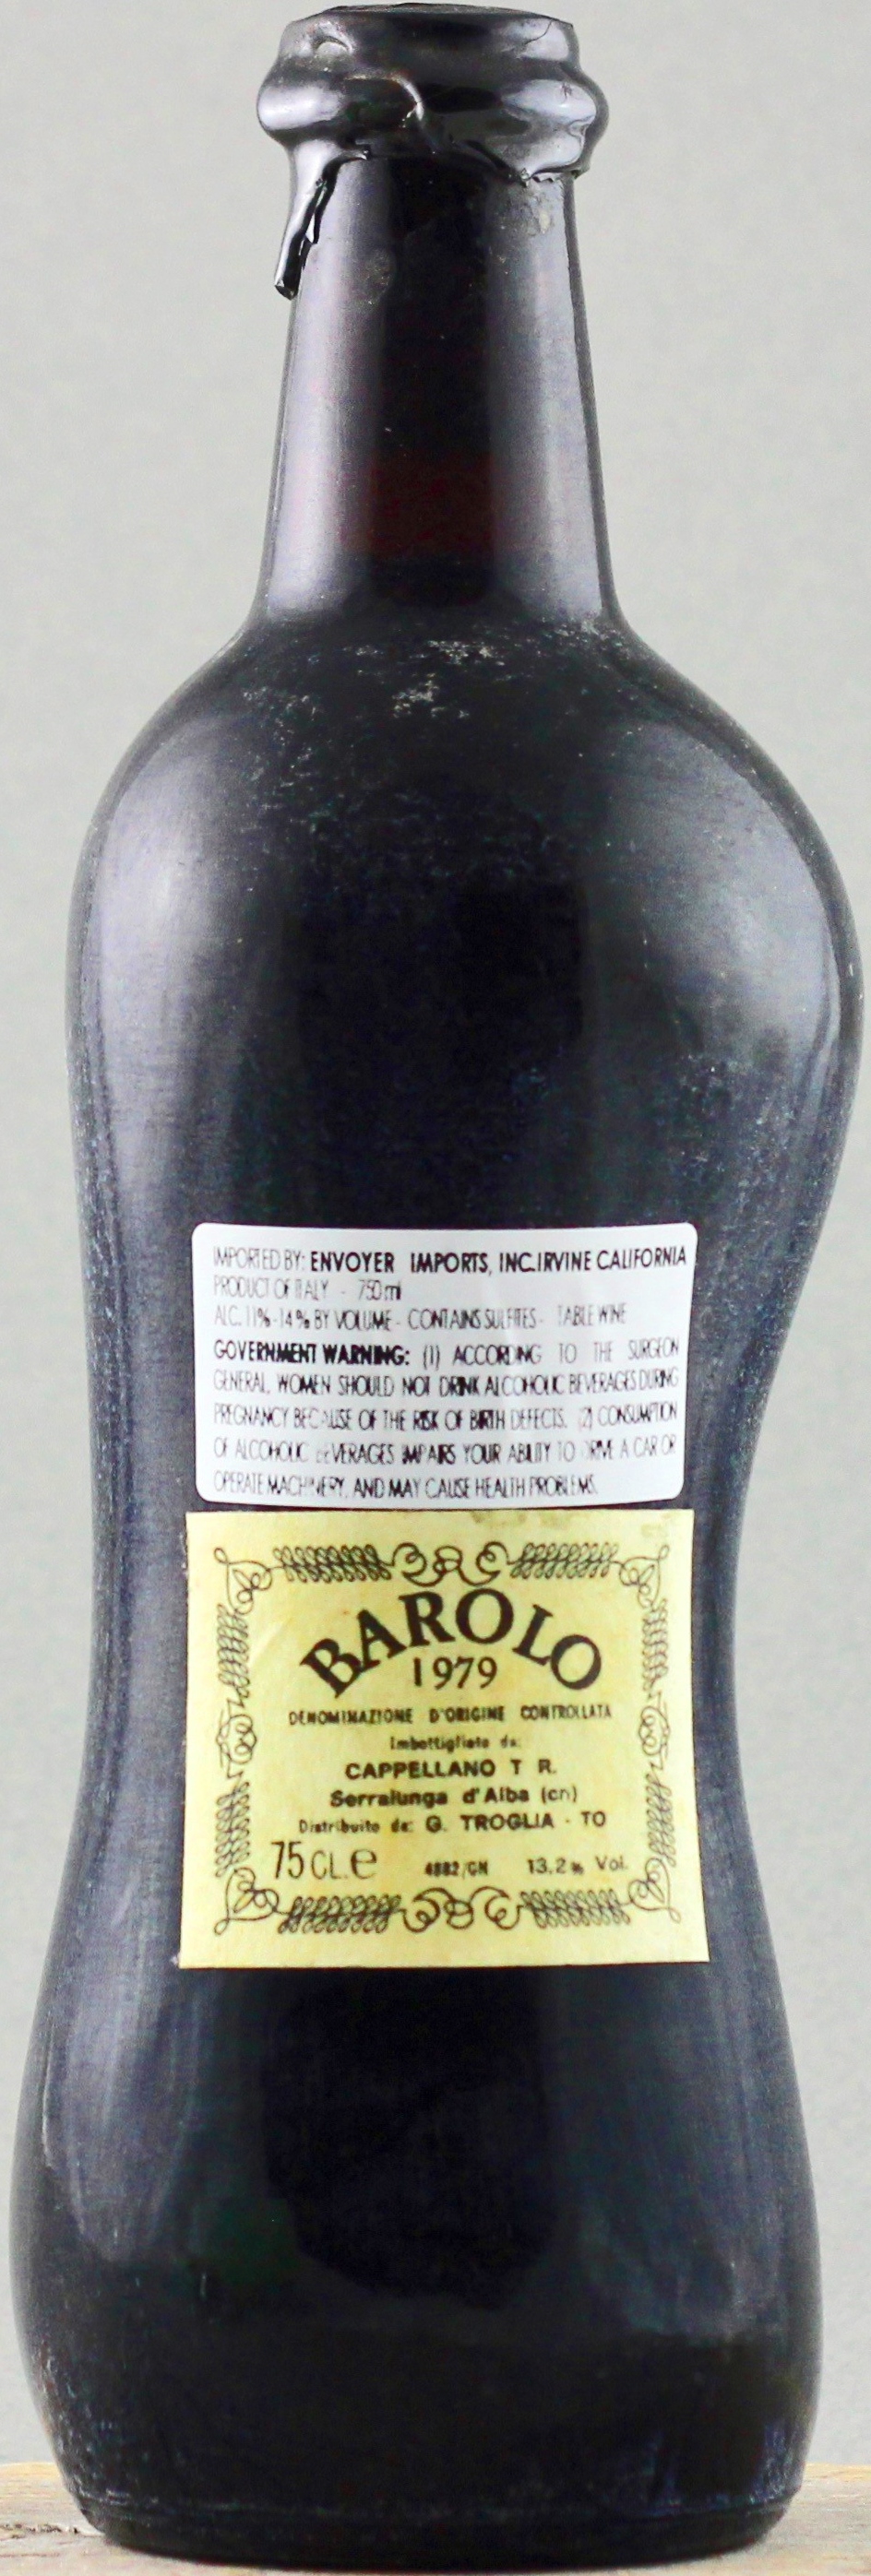 IMPORTED BY: ENVOYER IMPORTS, INC.IRVINE CALIFORNIA
PRODUCT OF ITALY - 750 ml
ALC. 11% - 14% BY VOLUME - CONTAINS SULFITES - TABLE WINE
GOVERNMENT WARNING: (1) ACCORDING TO THE SURGEON
GENERAL, WOMEN SHOULD NOT DRINK ALCOHOLIC BEVERAGES DURING
PREGNANCY BECAUSE OF THE RISK OF BIRTH DEFECTS. (2) CONSUMPTION
OF ALCOHOLIC BEVERAGES IMPAIRS YOUR ABILITY TO DRIVE A CAR OR
OPERATE MACHINERY, AND MAY CAUSE HEALTH PROBLEMS.
BAROLO
1979
DENOMINAZIONE D'ORIGINE CONTROLLATA
Imbottigliato da:
CAPPELLANO T R.
Serralunga d'Alba (cn)
Distribuito da: G. TROGLIA - TO
75 CL. e 4882/CN 13,2% Vol.